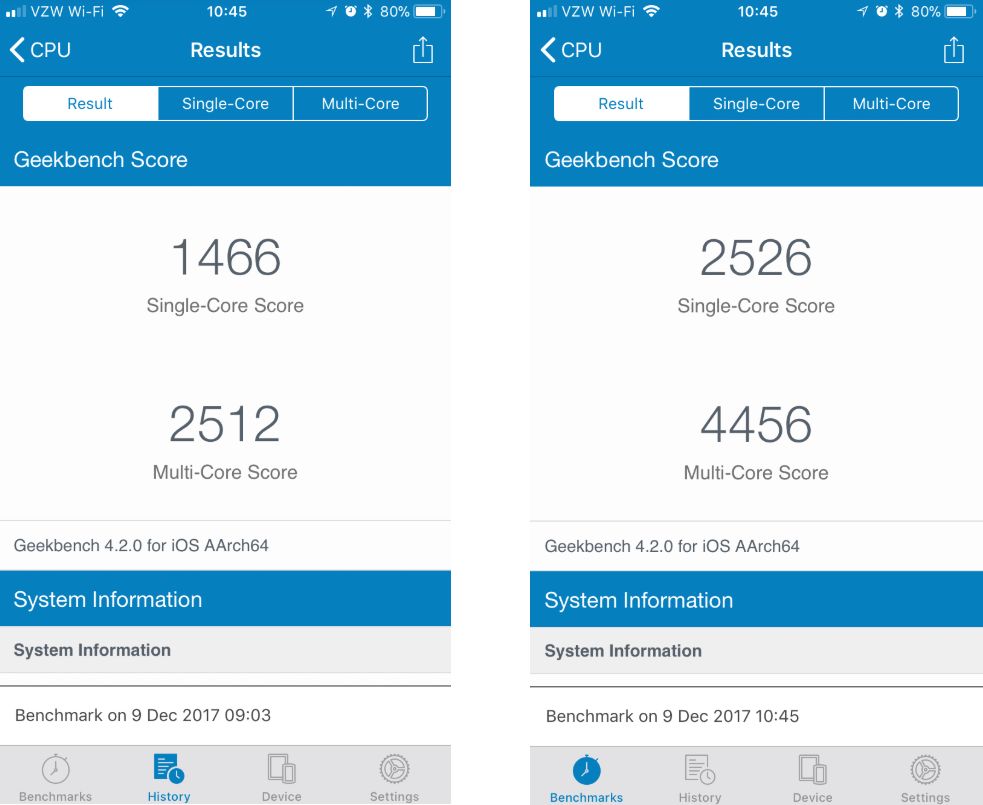 VZW Wi-Fi 10:45 80%
CPU Results
Result Single-Core Multi-Core
Geekbench Score
1466
Single-Core Score
2512
Multi-Core Score
Geekbench 4.2.0 for iOS AArch64
System Information
System Information
Benchmark on 9 Dec 2017 09:03
Benchmarks History Device Settings
VZW Wi-Fi 10:45 80%
CPU Results
Result Single-Core Multi-Core
Geekbench Score
2526
Single-Core Score
4456
Multi-Core Score
Geekbench 4.2.0 for iOS AArch64
System Information
System Information
Benchmark on 9 Dec 2017 10:45
Benchmarks History Device Settings